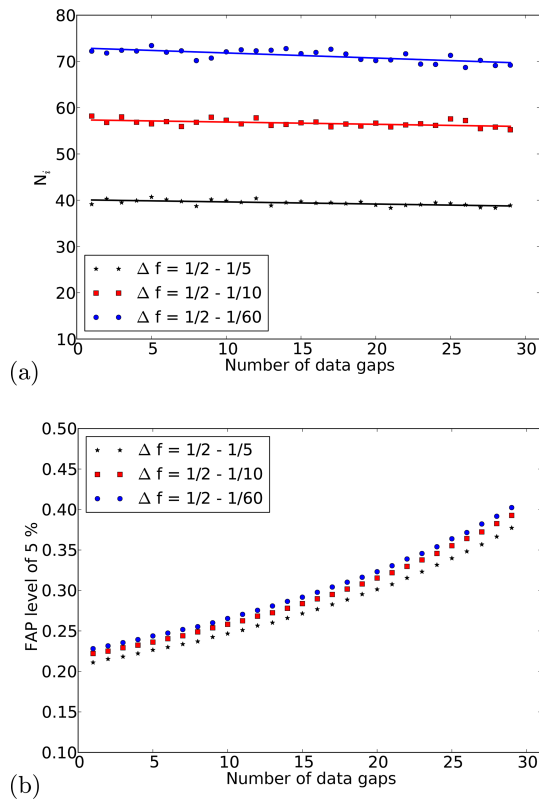 80
70
60
50
40
30
20
10
N_i
Δ f = 1/2 - 1/5
Δ f = 1/2 - 1/10
Δ f = 1/2 - 1/60
0 5 10 15 20 25 30
Number of data gaps
(a)
0.50
0.45
0.40
0.35
0.30
0.25
0.20
0.15
0.10
FAP level of 5 %
Δ f = 1/2 - 1/5
Δ f = 1/2 - 1/10
Δ f = 1/2 - 1/60
0 5 10 15 20 25 30
Number of data gaps
(b)